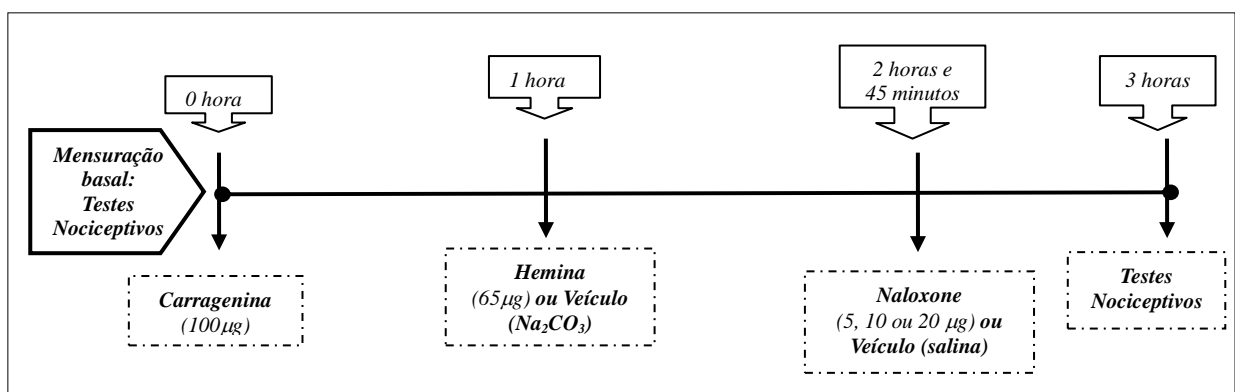 0 hora
1 hora
2 horas e
45 minutos
3 horas
Mensuração
basal:
Testes
Nociceptivos
Carragenina
(100µg)
Hemina
(65µg) ou Veículo
(Na₂CO₃)
Naloxone
(5, 10 ou 20 µg) ou
Veículo (salina)
Testes
Nociceptivos